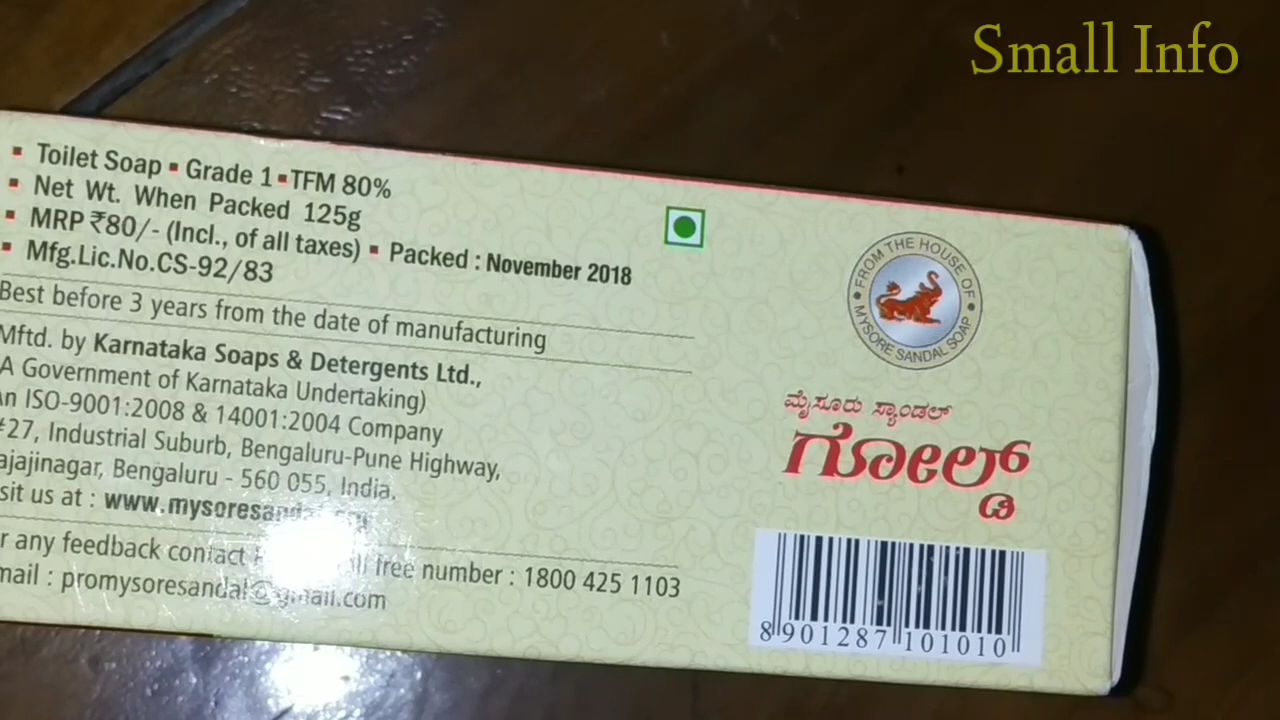 Small Info
▪ Toilet Soap ▪ Grade 1 ▪ TFM 80%
▪ Net Wt. When Packed 125g
▪ MRP ₹80/- (Incl., of all taxes) ▪ Packed : November 2018
▪ Mfg.Lic.No.CS-92/83
Best before 3 years from the date of manufacturing
Mftd. by Karnataka Soaps & Detergents Ltd.,
A Government of Karnataka Undertaking)
An ISO-9001:2008 & 14001:2004 Company
#27, Industrial Suburb, Bengaluru-Pune Highway,
ajajinagar, Bengaluru - 560 055, India.
sit us at : www.mysoresandal.com
r any feedback contact free number : 1800 425 1103
mail : promysoresandal@gmail.com
FROM THE HOUSE OF
MYSORE SANDAL SOAP
ಮೈಸೂರು ಸ್ಯಾಂಡಲ್
ಗೋಲ್ಡ್
8 901287 101010